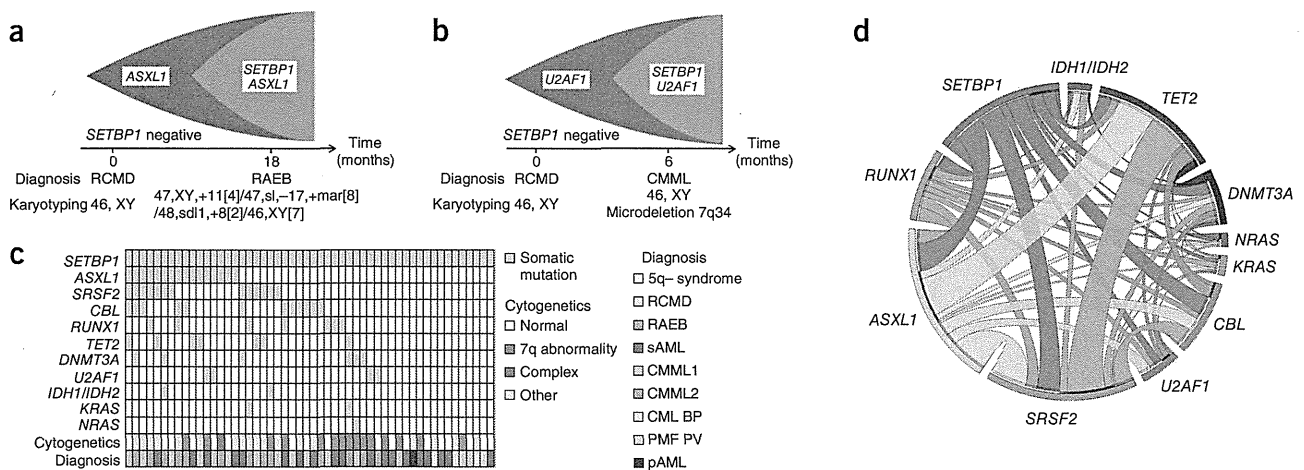 a
ASXL1
SETBP1
ASXL1
SETBP1 negative
Time
(months)
0
18
Diagnosis RCMD
RAEB
Karyotyping 46, XY
47,XY,+11[4]/47,sl,–17,+mar[8]
/48,sdl1,+8[2]/46,XY[7]
b
U2AF1
SETBP1
U2AF1
SETBP1 negative
Time
(months)
0
6
Diagnosis RCMD
CMML
Karyotyping 46, XY
46, XY
Microdeletion 7q34
c
SETBP1
ASXL1
SRSF2
CBL
RUNX1
TET2
DNMT3A
U2AF1
IDH1/IDH2
KRAS
NRAS
Cytogenetics
Diagnosis
Somatic
mutation
Cytogenetics
Normal
7q abnormality
Complex
Other
Diagnosis
5q– syndrome
RCMD
RAEB
sAML
CMML1
CMML2
CML BP
PMF PV
pAML
d
IDH1/IDH2
SETBP1
TET2
RUNX1
DNMT3A
NRAS
KRAS
ASXL1
CBL
U2AF1
SRSF2